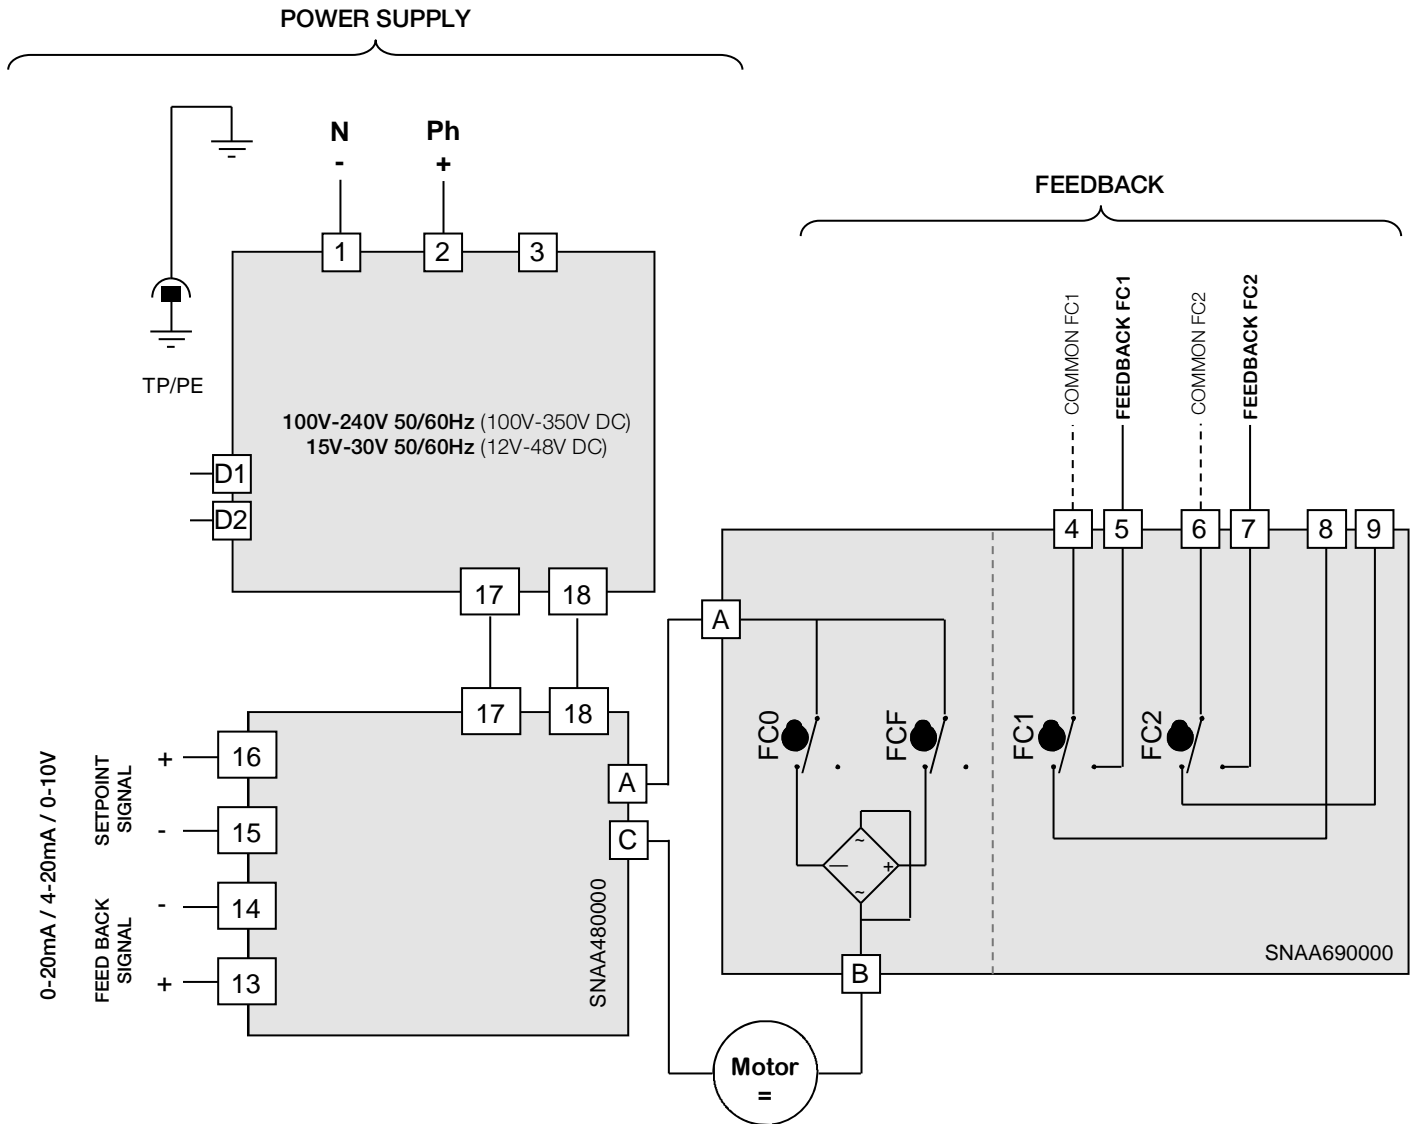 POWER SUPPLY
N
-
Ph
+
1
2
3
TP/PE
100V-240V 50/60Hz (100V-350V DC)
15V-30V 50/60Hz (12V-48V DC)
D1
D2
17
18
17
18
0-20mA / 4-20mA / 0-10V
SETPOINT
SIGNAL
FEED BACK
SIGNAL
+
16
-
15
-
14
+
13
A
C
SNAA480000
FEEDBACK
COMMON FC1
FEEDBACK FC1
COMMON FC2
FEEDBACK FC2
4
5
6
7
8
9
A
FC0
FCF
FC1
FC2
~
—
+
~
B
SNAA690000
Motor
=